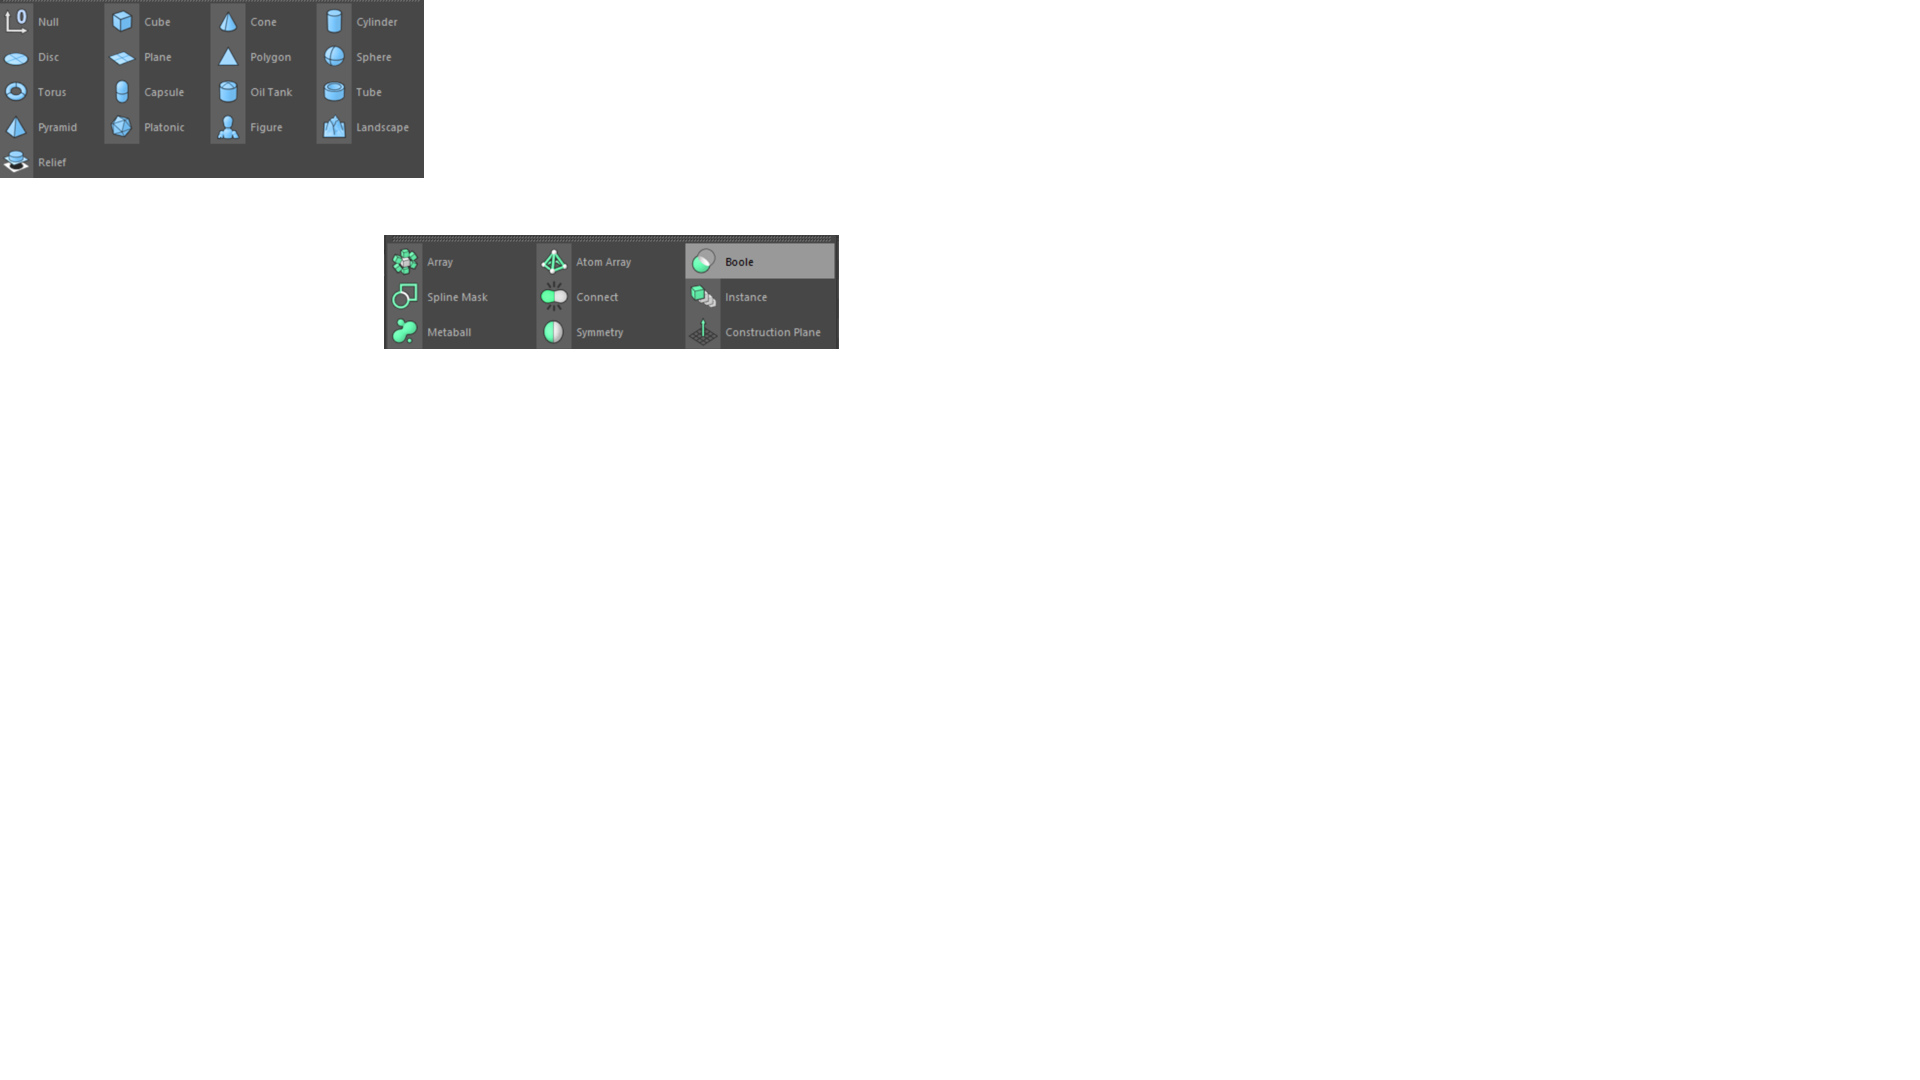 Null Cube Cone Cylinder
Disc Plane Polygon Sphere
Torus Capsule Oil Tank Tube
Pyramid Platonic Figure Landscape
Relief
Array Atom Array Boole
Spline Mask Connect Instance
Metaball Symmetry Construction Plane